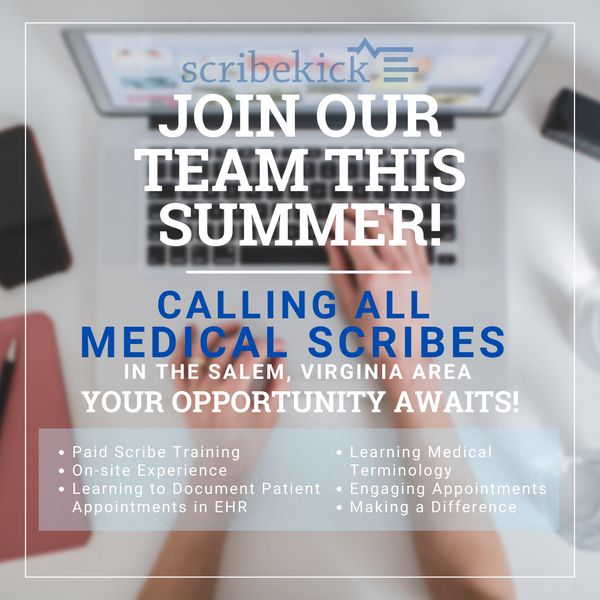 scribekick
JOIN OUR
TEAM THIS
SUMMER!
CALLING ALL
MEDICAL SCRIBES
IN THE SALEM, VIRGINIA AREA
YOUR OPPORTUNITY AWAITS!
• Paid Scribe Training
• On-site Experience
• Learning to Document Patient
Appointments in EHR
• Learning Medical
Terminology
• Engaging Appointments
• Making a Difference